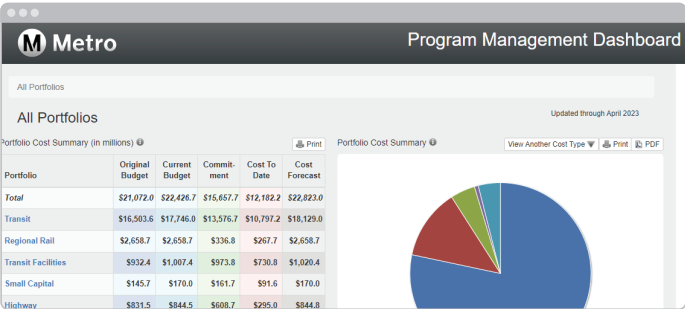 M Metro
Program Management Dashboard
All Portfolios
All Portfolios
Updated through April 2023
Portfolio Cost Summary (in millions)
Print
Portfolio Cost Summary
View Another Cost Type
Print
PDF
Portfolio Original Budget Current Budget Commit-ment Cost To Date Cost Forecast
Total $21,072.0 $22,426.7 $15,657.7 $12,182.2 $22,823.0
Transit $16,503.6 $17,746.0 $13,576.7 $10,797.2 $18,129.0
Regional Rail $2,658.7 $2,658.7 $336.8 $267.7 $2,658.7
Transit Facilities $932.4 $1,007.4 $973.8 $730.8 $1,020.4
Small Capital $145.7 $170.0 $161.7 $91.6 $170.0
Highway $831.5 $844.5 $608.7 $295.0 $844.8